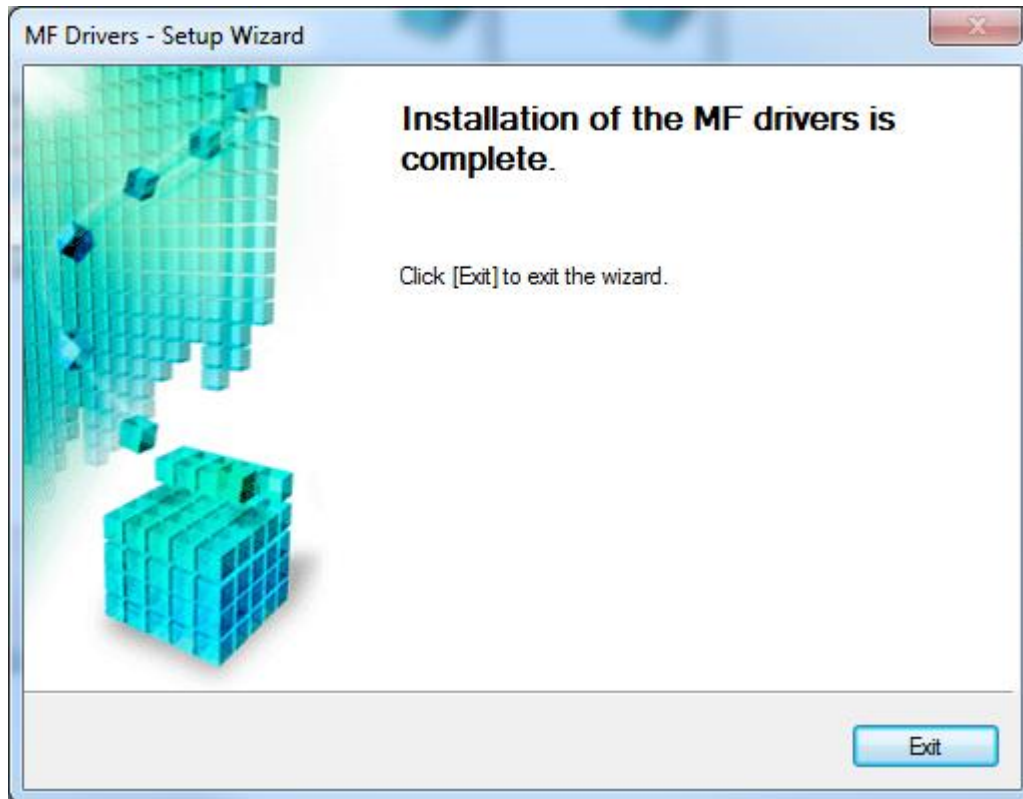 MF Drivers - Setup Wizard
Installation of the MF drivers is
complete.
Click [Exit] to exit the wizard.
Exit